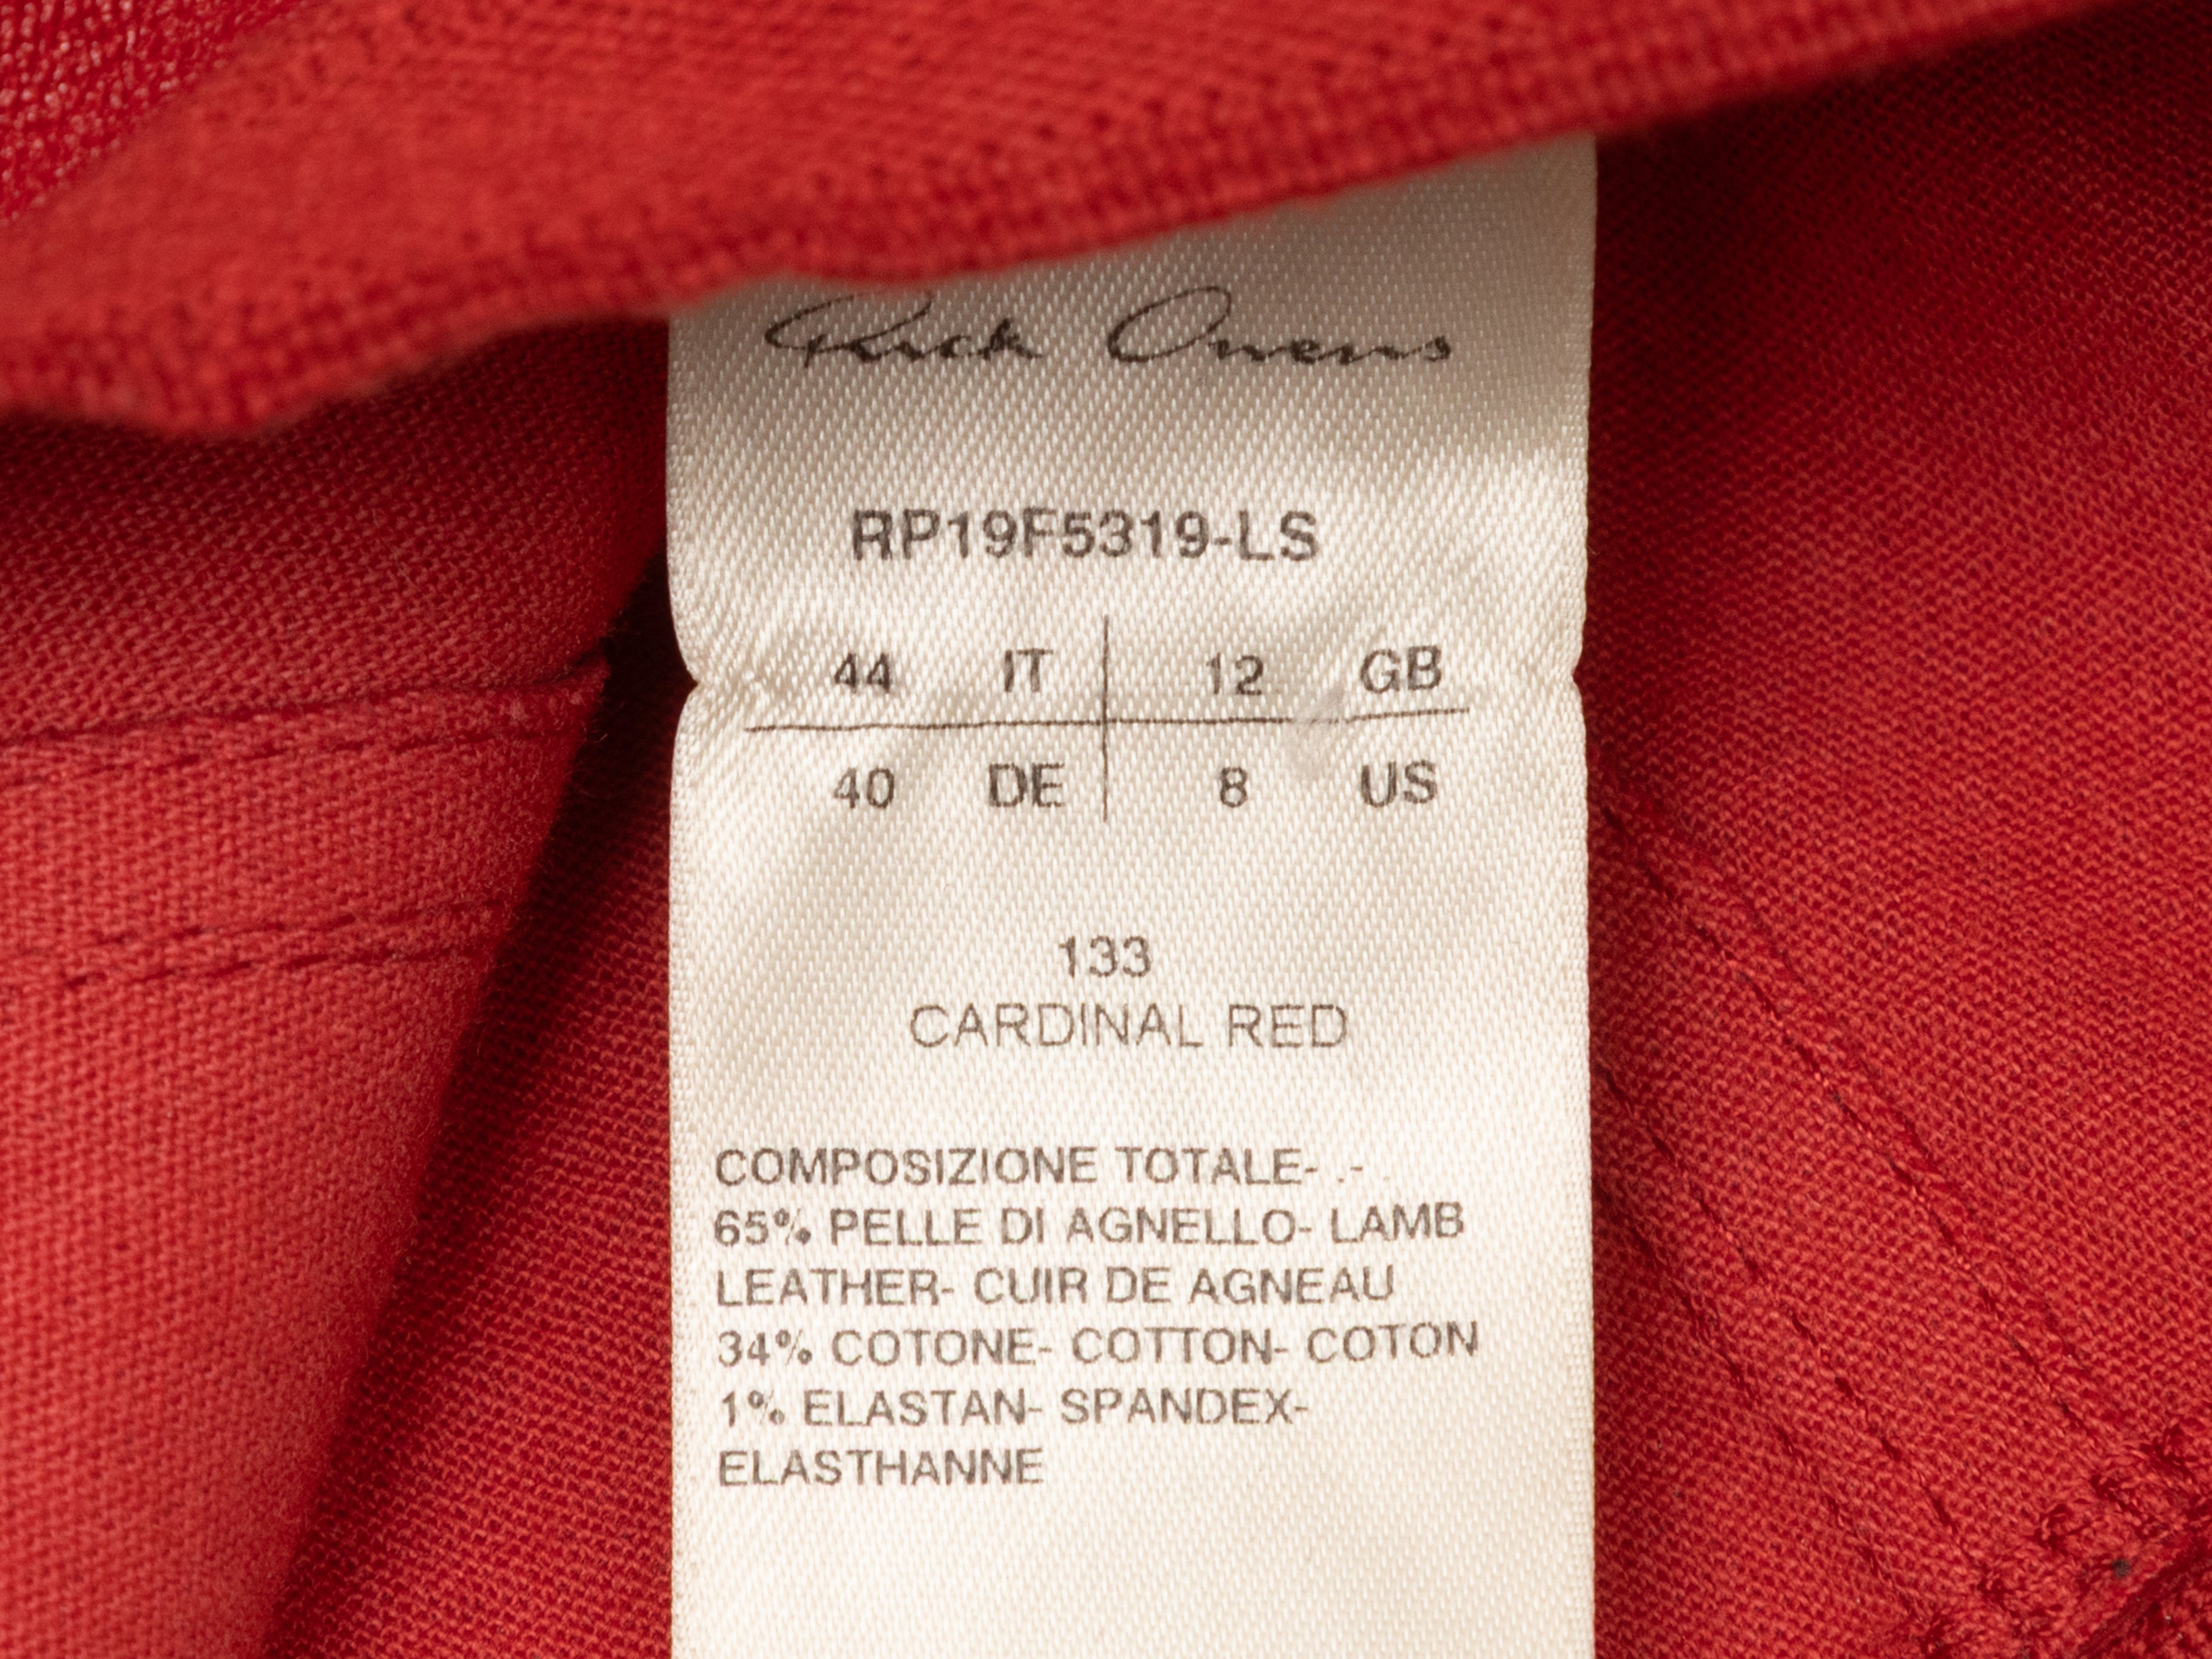 Rick Owens
RP19F5319-LS
44 IT 12 GB
40 DE 8 US
133
CARDINAL RED
COMPOSIZIONE TOTALE- .-
65% PELLE DI AGNELLO- LAMB
LEATHER- CUIR DE AGNEAU
34% COTONE- COTTON- COTON
1% ELASTAN- SPANDEX-
ELASTHANNE